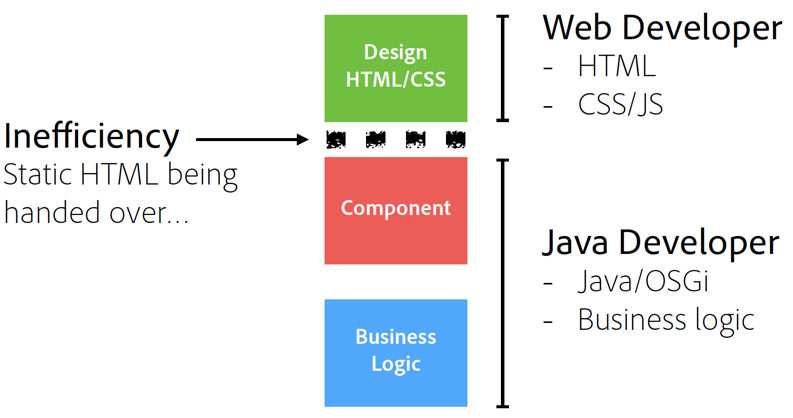 Design
HTML/CSS
Web Developer
- HTML
- CSS/JS
Inefficiency
Static HTML being
handed over...
Component
Java Developer
- Java/OSGi
- Business logic
Business
Logic